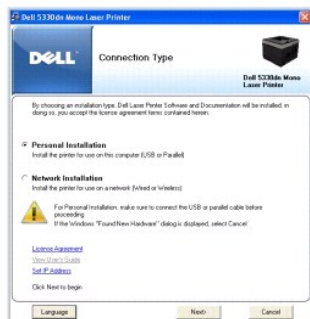 Dell 5330dn Mono Laser Printer
DELL
Connection Type
Dell 5330dn Mono
Laser Printer
By choosing an installation type, Dell Laser Printer Software and Documentation will be installed. in
doing so, you accept the license agreement terms contained herein.
Personal Installation
Install the printer for use on this computer (USB or Parallel)
Network Installation
Install the printer for use on a network (Wired or Wireless)
For Personal Installation, make sure to connect the USB or parallel cable before
proceeding
If the Windows "Found New Hardware" dialog is displayed, select Cancel
License Agreement
View User's Guide
Set IP Address
Click Next to begin
Language
Next>
Cancel